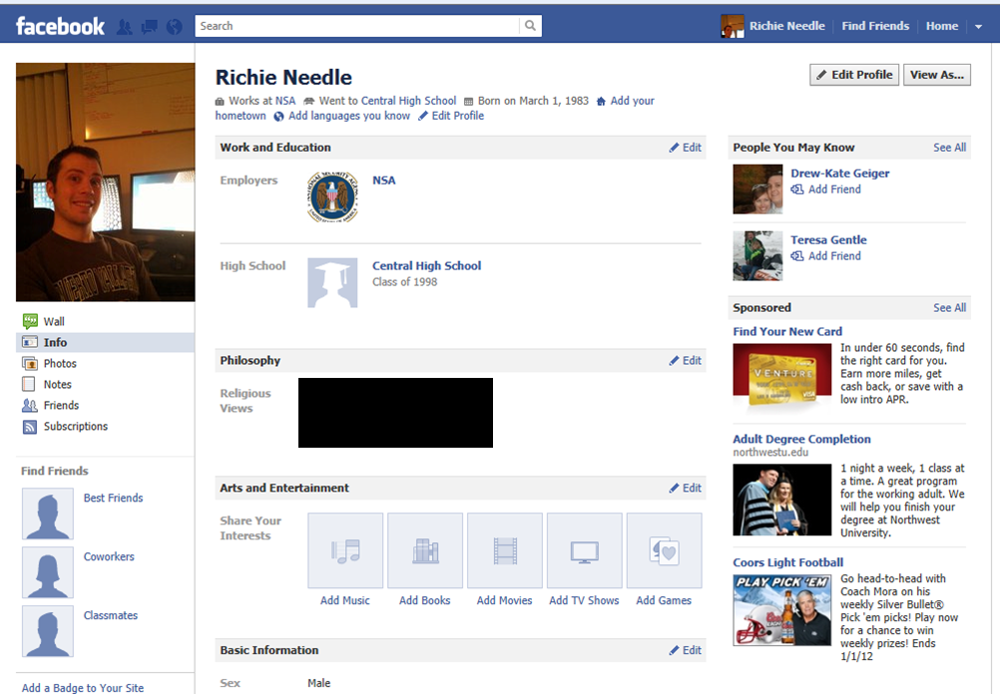 facebook
Search
Richie Needle
Find Friends
Home
Richie Needle
Edit Profile
View As...
Works at NSA Went to Central High School Born on March 1, 1983 Add your
hometown Add languages you know Edit Profile
Work and Education
Edit
Employers
NSA
High School
Central High School
Class of 1998
Philosophy
Edit
Religious
Views
Arts and Entertainment
Edit
Share Your
Interests
Add Music
Add Books
Add Movies
Add TV Shows
Add Games
Basic Information
Edit
Sex
Male
Wall
Info
Photos
Notes
Friends
Subscriptions
Find Friends
Best Friends
Coworkers
Classmates
Add a Badge to Your Site
People You May Know
See All
Drew-Kate Geiger
Add Friend
Teresa Gentle
Add Friend
Sponsored
See All
Find Your New Card
VENTURE
VISA
In under 60 seconds, find
the right card for you.
Earn more miles, get
cash back, or save with a
low intro APR.
Adult Degree Completion
northwestu.edu
1 night a week, 1 class at
a time. A great program
for the working adult. We
will help you finish your
degree at Northwest
University.
Coors Light Football
PLAY PICK 'EM
Go head-to-head with
Coach Mora on his
weekly Silver Bullet®
Pick 'em picks! Play now
for a chance to win
weekly prizes! Ends
1/1/12